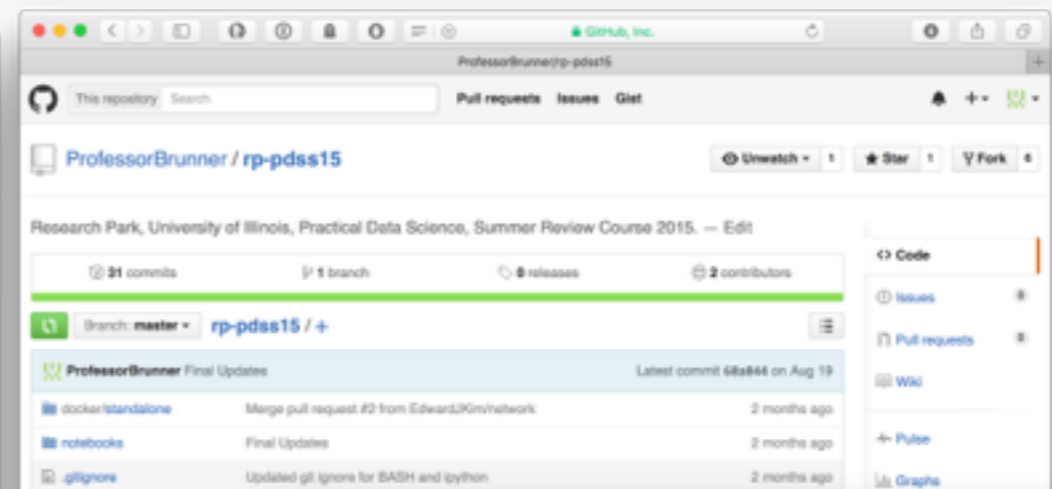 GitHub, Inc.
ProfessorBrunner/rp-pdss15
This repository Search Pull requests Issues Gist
ProfessorBrunner / rp-pdss15 Unwatch 1 Star 1 Fork 6
Research Park, University of Illinois, Practical Data Science, Summer Review Course 2015. — Edit
31 commits 1 branch 0 releases 2 contributors
Branch: master rp-pdss15 / +
ProfessorBrunner Final Updates Latest commit 68a844 on Aug 19
docker/standalone Merge pull request #2 from EdwardJKim/network 2 months ago
notebooks Final Updates 2 months ago
.gitignore Updated git ignore for BASH and ipython 2 months ago
Code
Issues 0
Pull requests 0
Wiki
Pulse
Graphs